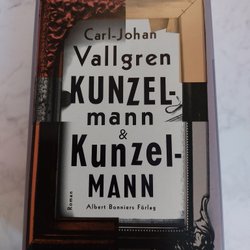 Carl-Johan
Vallgren
KUNZEL-
mann
&
Kunzel-
MANN
Roman
Albert Bonniers Förlag